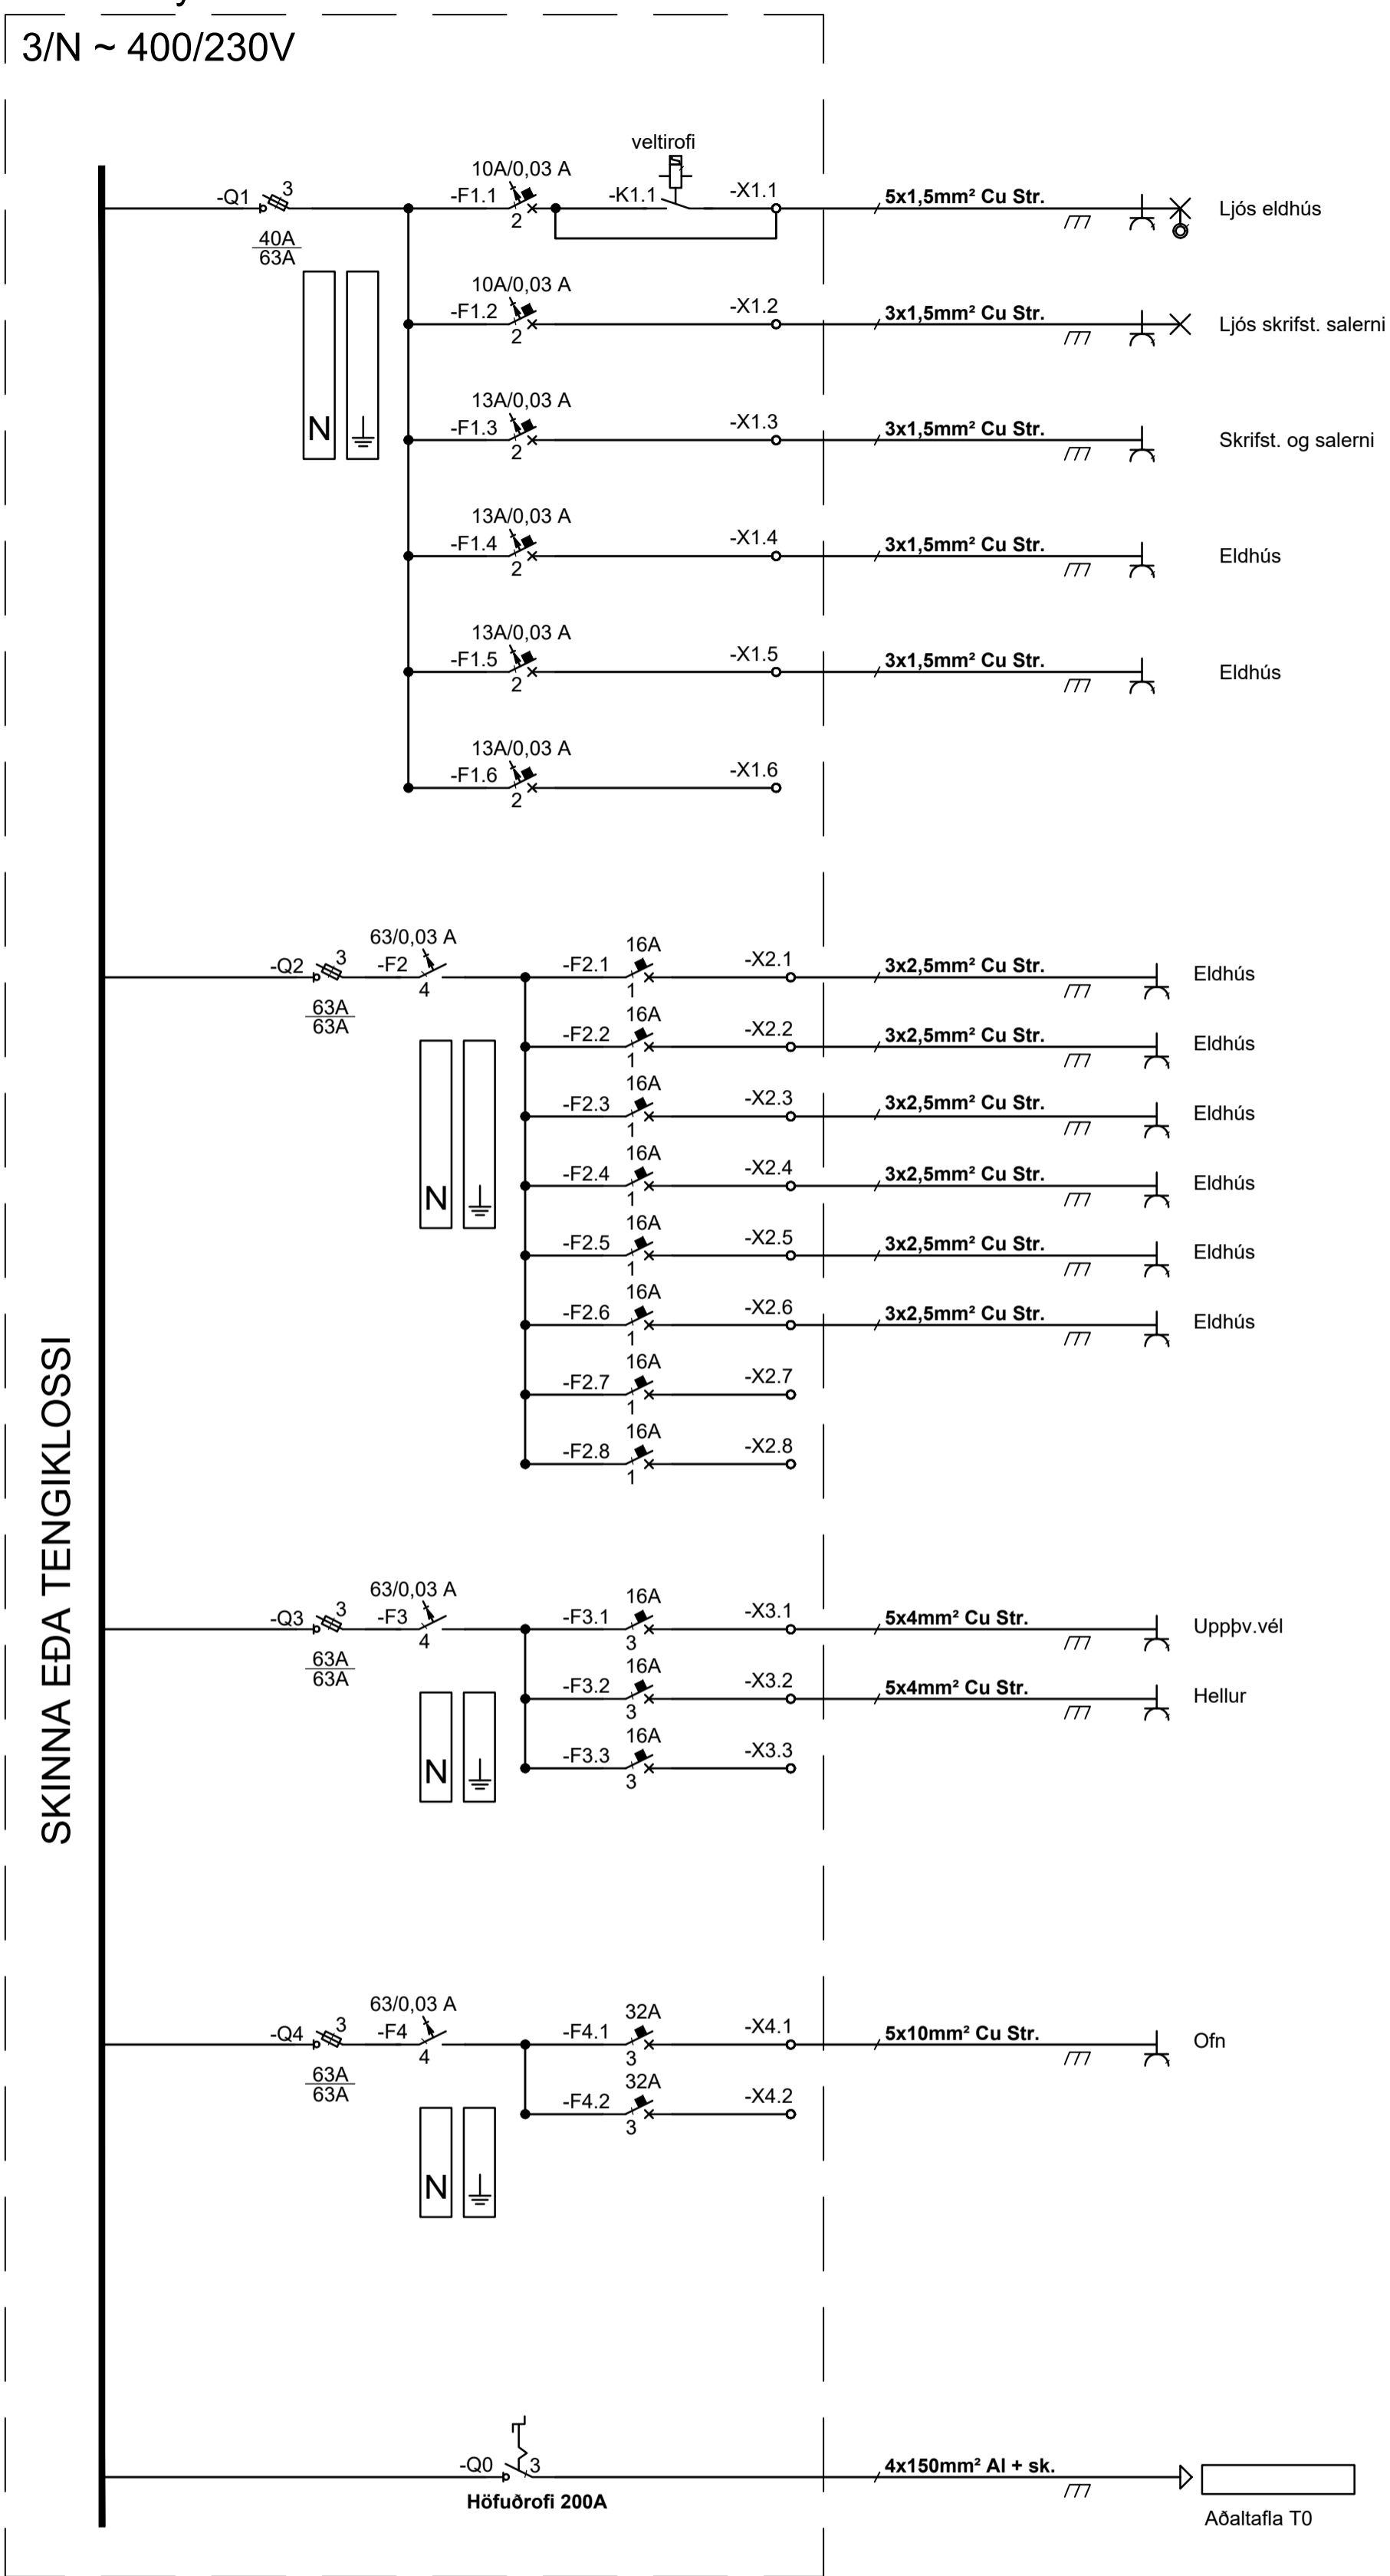 3/N ~ 400/230V
SKINNA EÐA TENGIKLOSSI
veltirofi
-Q1 3
40A
63A
N
10A/0,03 A
-F1.1 2 -K1.1 -X1.1 5x1,5mm² Cu Str. Ljós eldhús
10A/0,03 A
-F1.2 2 -X1.2 3x1,5mm² Cu Str. Ljós skrifst. salerni
13A/0,03 A
-F1.3 2 -X1.3 3x1,5mm² Cu Str. Skrifst. og salerni
13A/0,03 A
-F1.4 2 -X1.4 3x1,5mm² Cu Str. Eldhús
13A/0,03 A
-F1.5 2 -X1.5 3x1,5mm² Cu Str. Eldhús
13A/0,03 A
-F1.6 2 -X1.6
63/0,03 A
-Q2 3 -F2 4
63A
63A
N
16A
-F2.1 1 -X2.1 3x2,5mm² Cu Str. Eldhús
16A
-F2.2 1 -X2.2 3x2,5mm² Cu Str. Eldhús
16A
-F2.3 1 -X2.3 3x2,5mm² Cu Str. Eldhús
16A
-F2.4 1 -X2.4 3x2,5mm² Cu Str. Eldhús
16A
-F2.5 1 -X2.5 3x2,5mm² Cu Str. Eldhús
16A
-F2.6 1 -X2.6 3x2,5mm² Cu Str. Eldhús
16A
-F2.7 1 -X2.7
16A
-F2.8 1 -X2.8
63/0,03 A
-Q3 3 -F3 4
63A
63A
N
16A
-F3.1 3 -X3.1 5x4mm² Cu Str. Uppþv.vél
16A
-F3.2 3 -X3.2 5x4mm² Cu Str. Hellur
16A
-F3.3 3 -X3.3
63/0,03 A
-Q4 3 -F4 4
63A
63A
N
32A
-F4.1 3 -X4.1 5x10mm² Cu Str. Ofn
32A
-F4.2 3 -X4.2
-Q0 3 4x150mm² Al + sk.
Höfuðrofi 200A
Aðaltafla T0